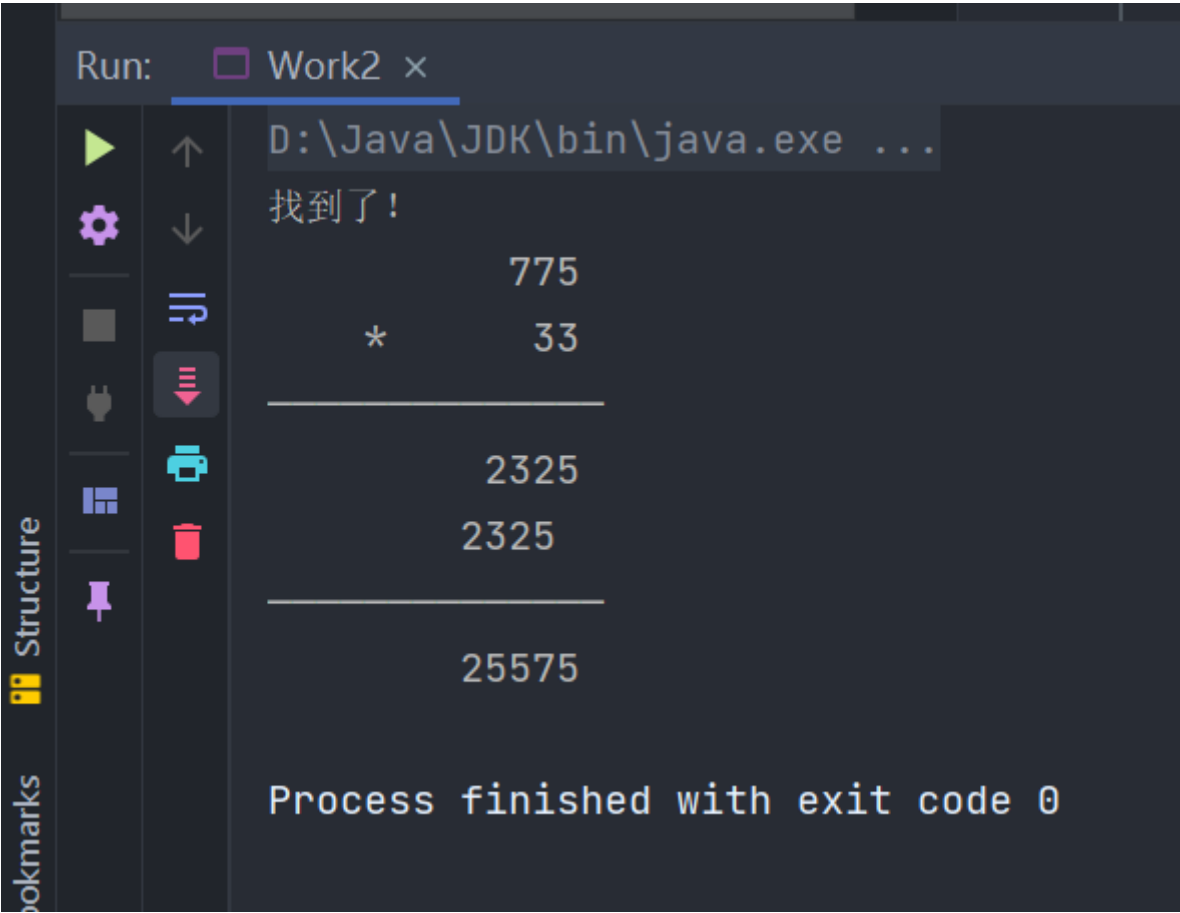 Run: Work2 ×
D:\Java\JDK\bin\java.exe ...
找到了!
775
* 33
———————————————
2325
2325
———————————————
25575
Process finished with exit code 0
Structure
ookmarks